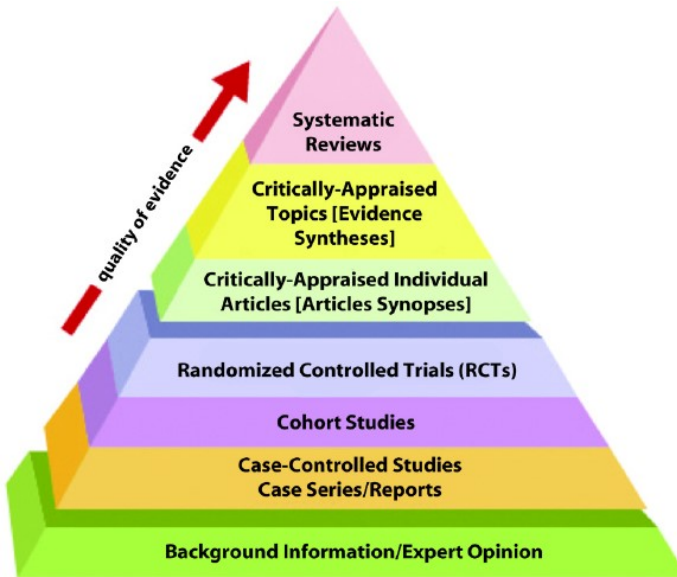 quality of evidence
Systematic
Reviews
Critically-Appraised
Topics [Evidence
Syntheses]
Critically-Appraised Individual
Articles [Articles Synopses]
Randomized Controlled Trials (RCTs)
Cohort Studies
Case-Controlled Studies
Case Series/Reports
Background Information/Expert Opinion